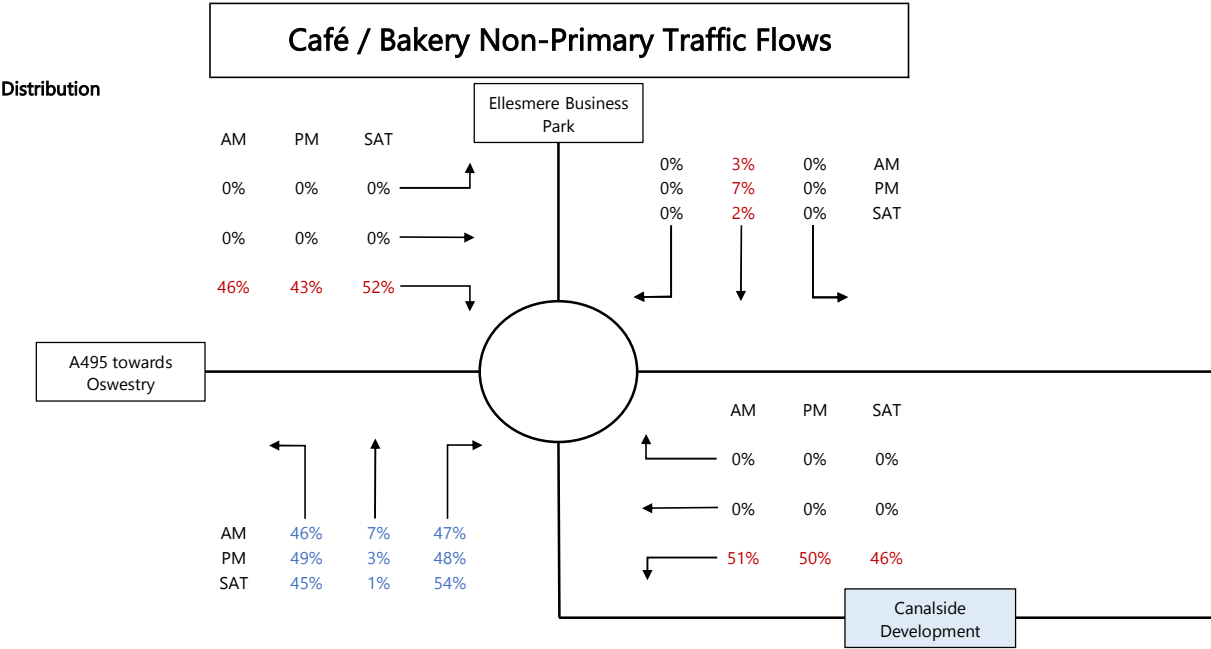 Café / Bakery Non-Primary Traffic Flows
Distribution
Ellesmere Business
Park
AM PM SAT
0% 0% 0%
0% 0% 0%
46% 43% 52%
0% 3% 0% AM
0% 7% 0% PM
0% 2% 0% SAT
A495 towards
Oswestry
AM PM SAT
0% 0% 0%
0% 0% 0%
51% 50% 46%
AM 46% 7% 47%
PM 49% 3% 48%
SAT 45% 1% 54%
Canalside
Development